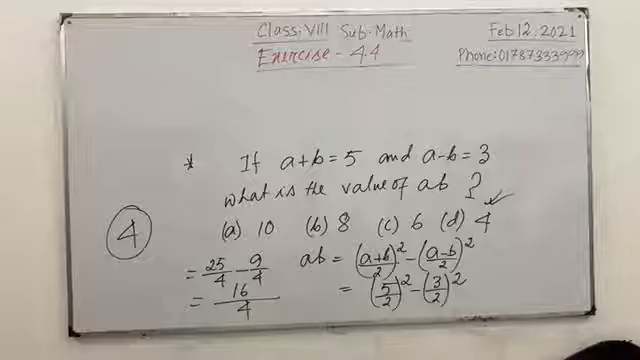 Class: VIII Sub-Math
Exercise - 4.4
Feb 12, 2021
Phone: 01787333999
* If a+b=5 and a-b=3
what is the value of ab ?
(a) 10 (b) 8 (c) 6 (d) 4 ✓
4
ab = (a+b/2)² - (a-b/2)²
= (5/2)² - (3/2)²
= 25/4 - 9/4
= 16/4